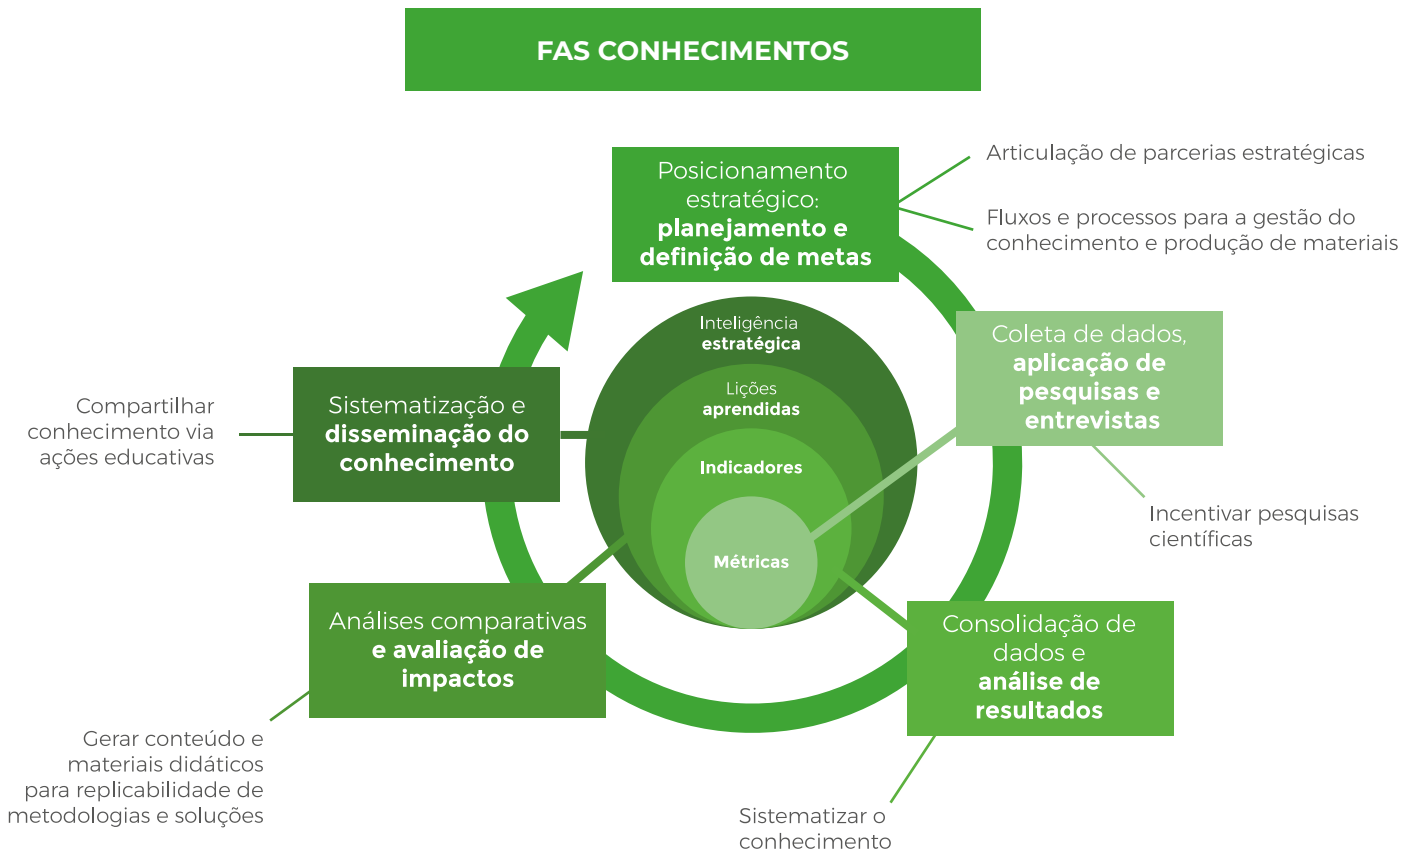 FAS CONHECIMENTOS
Posicionamento
estratégico:
planejamento e
definição de metas
Articulação de parcerias estratégicas
Fluxos e processos para a gestão do
conhecimento e produção de materiais
Inteligência
estratégica
Lições
aprendidas
Indicadores
Métricas
Coleta de dados,
aplicação de
pesquisas e
entrevistas
Incentivar pesquisas
científicas
Consolidação de
dados e
análise de
resultados
Sistematizar o
conhecimento
Análises comparativas
e avaliação de
impactos
Gerar conteúdo e
materiais didáticos
para replicabilidade de
metodologias e soluções
Sistematização e
disseminação do
conhecimento
Compartilhar
conhecimento via
ações educativas